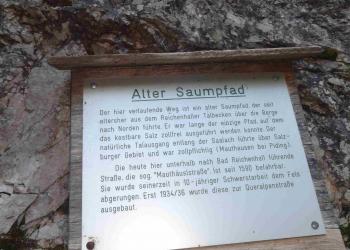 Alter Saumpfad
Der hier verlaufende Weg ist ein alter Saumpfad, der seit
altersher aus dem Reichenhaller Talbecken über die Berge
nach Norden führte. Er war lange der einzige Pfad, auf dem
das kostbare Salz zollfrei ausgeführt werden konnte. Der
natürliche Talausgang entlang der Saalach führte über Salz-
burger Gebiet und war zollpflichtig (Mauthausen bei Piding).
Die heute hier unterhalb nach Bad Reichenhall führende
Straße, die sog. "Mauthäuslstraße", ist seit 1590 befahrbar.
Sie wurde seinerzeit in 10-jähriger Schwerstarbeit dem Fels
abgerungen. Erst 1934/36 wurde diese zur Queralpenstraße
ausgebaut.